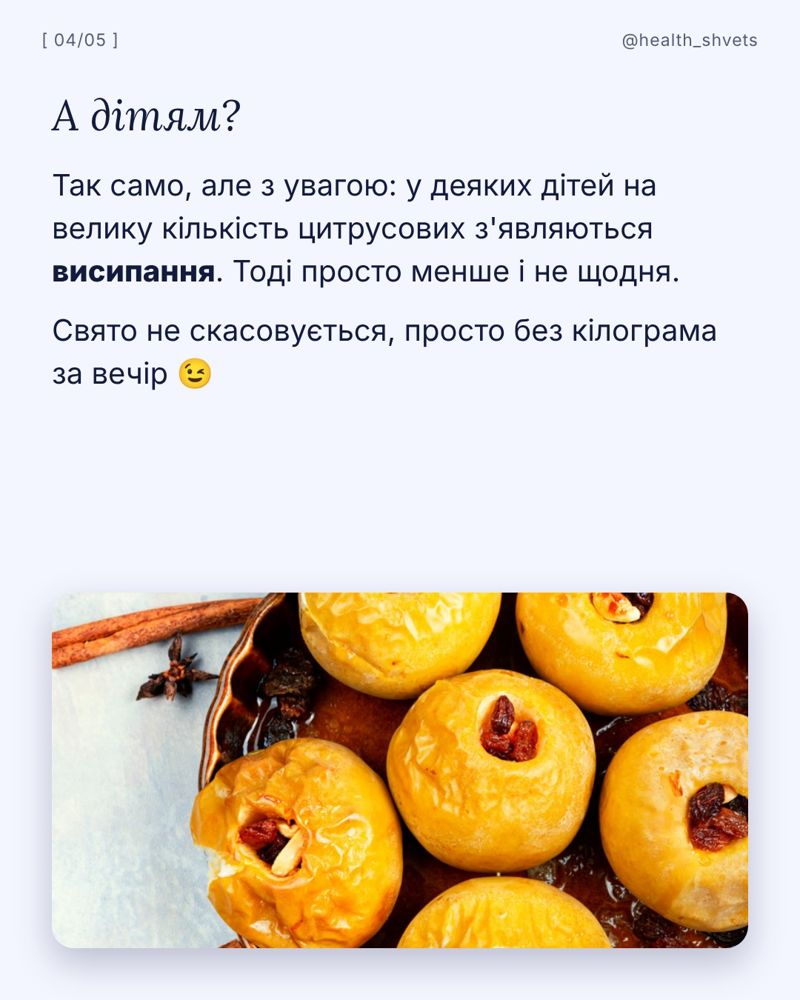 [ 04/05 ]
@health_shvets
А дітям?
Так само, але з увагою: у деяких дітей на
велику кількість цитрусових з'являються
висипання. Тоді просто менше і не щодня.
Свято не скасовується, просто без кілограма
за вечір 😉